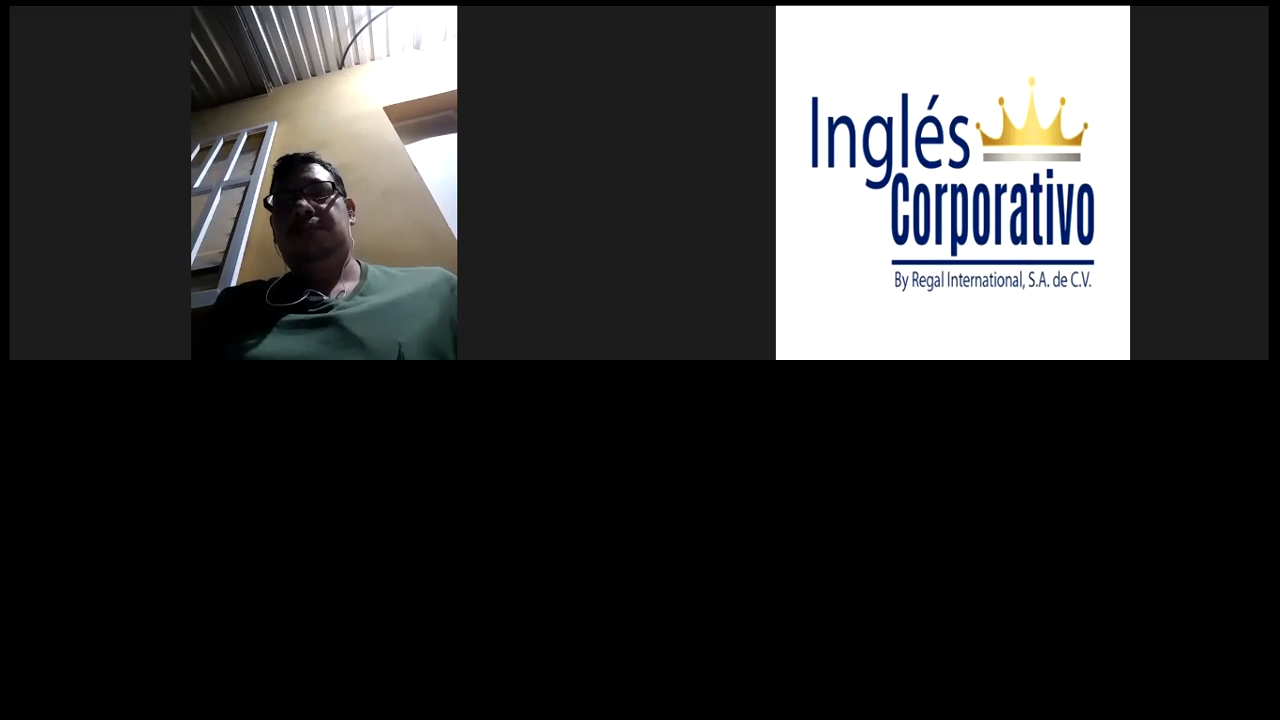 Inglés
Corporativo
By Regal International, S.A. de C.V.